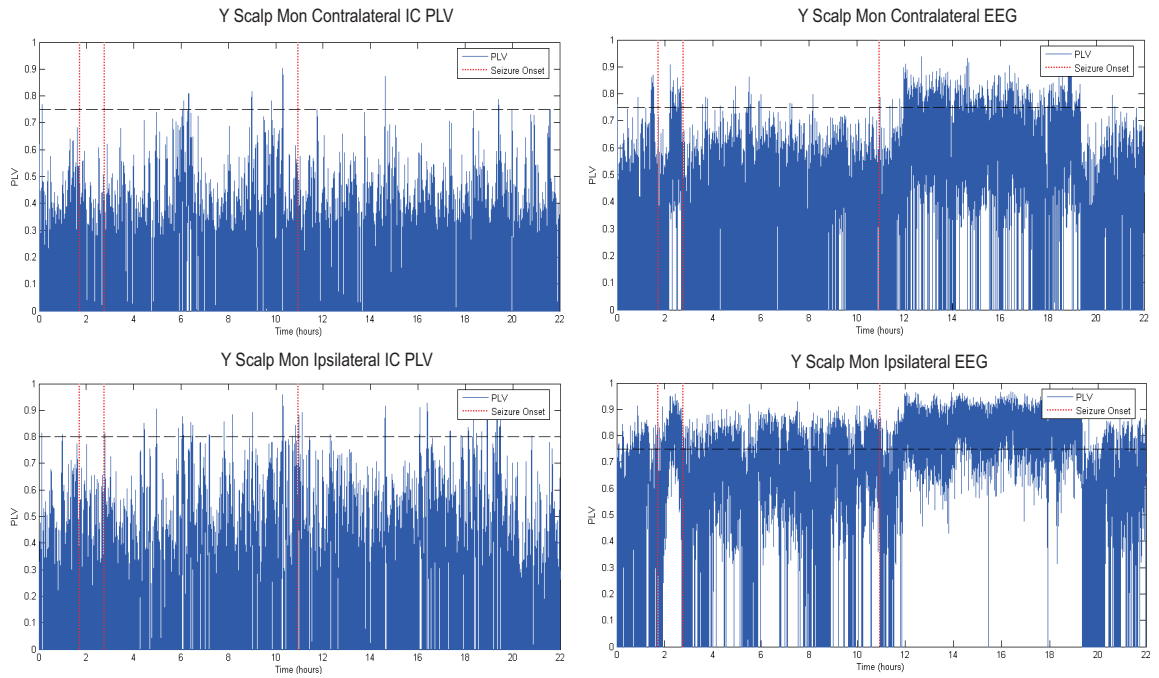 Y Scalp Mon Contralateral IC PLV
1
0.9
0.8
0.7
0.6
0.5
0.4
0.3
0.2
0.1
0
PLV
PLV
Seizure Onset
0 2 4 6 8 10 12 14 16 18 20 22
Time (hours)
Y Scalp Mon Contralateral EEG
1
0.9
0.8
0.7
0.6
0.5
0.4
0.3
0.2
0.1
0
PLV
PLV
Seizure Onset
0 2 4 6 8 10 12 14 16 18 20 22
Time (hours)
Y Scalp Mon Ipsilateral IC PLV
1
0.9
0.8
0.7
0.6
0.5
0.4
0.3
0.2
0.1
0
PLV
PLV
Seizure Onset
0 2 4 6 8 10 12 14 16 18 20 22
Time (hours)
Y Scalp Mon Ipsilateral EEG
1
0.9
0.8
0.7
0.6
0.5
0.4
0.3
0.2
0.1
0
PLV
PLV
Seizure Onset
0 2 4 6 8 10 12 14 16 18 20 22
Time (hours)